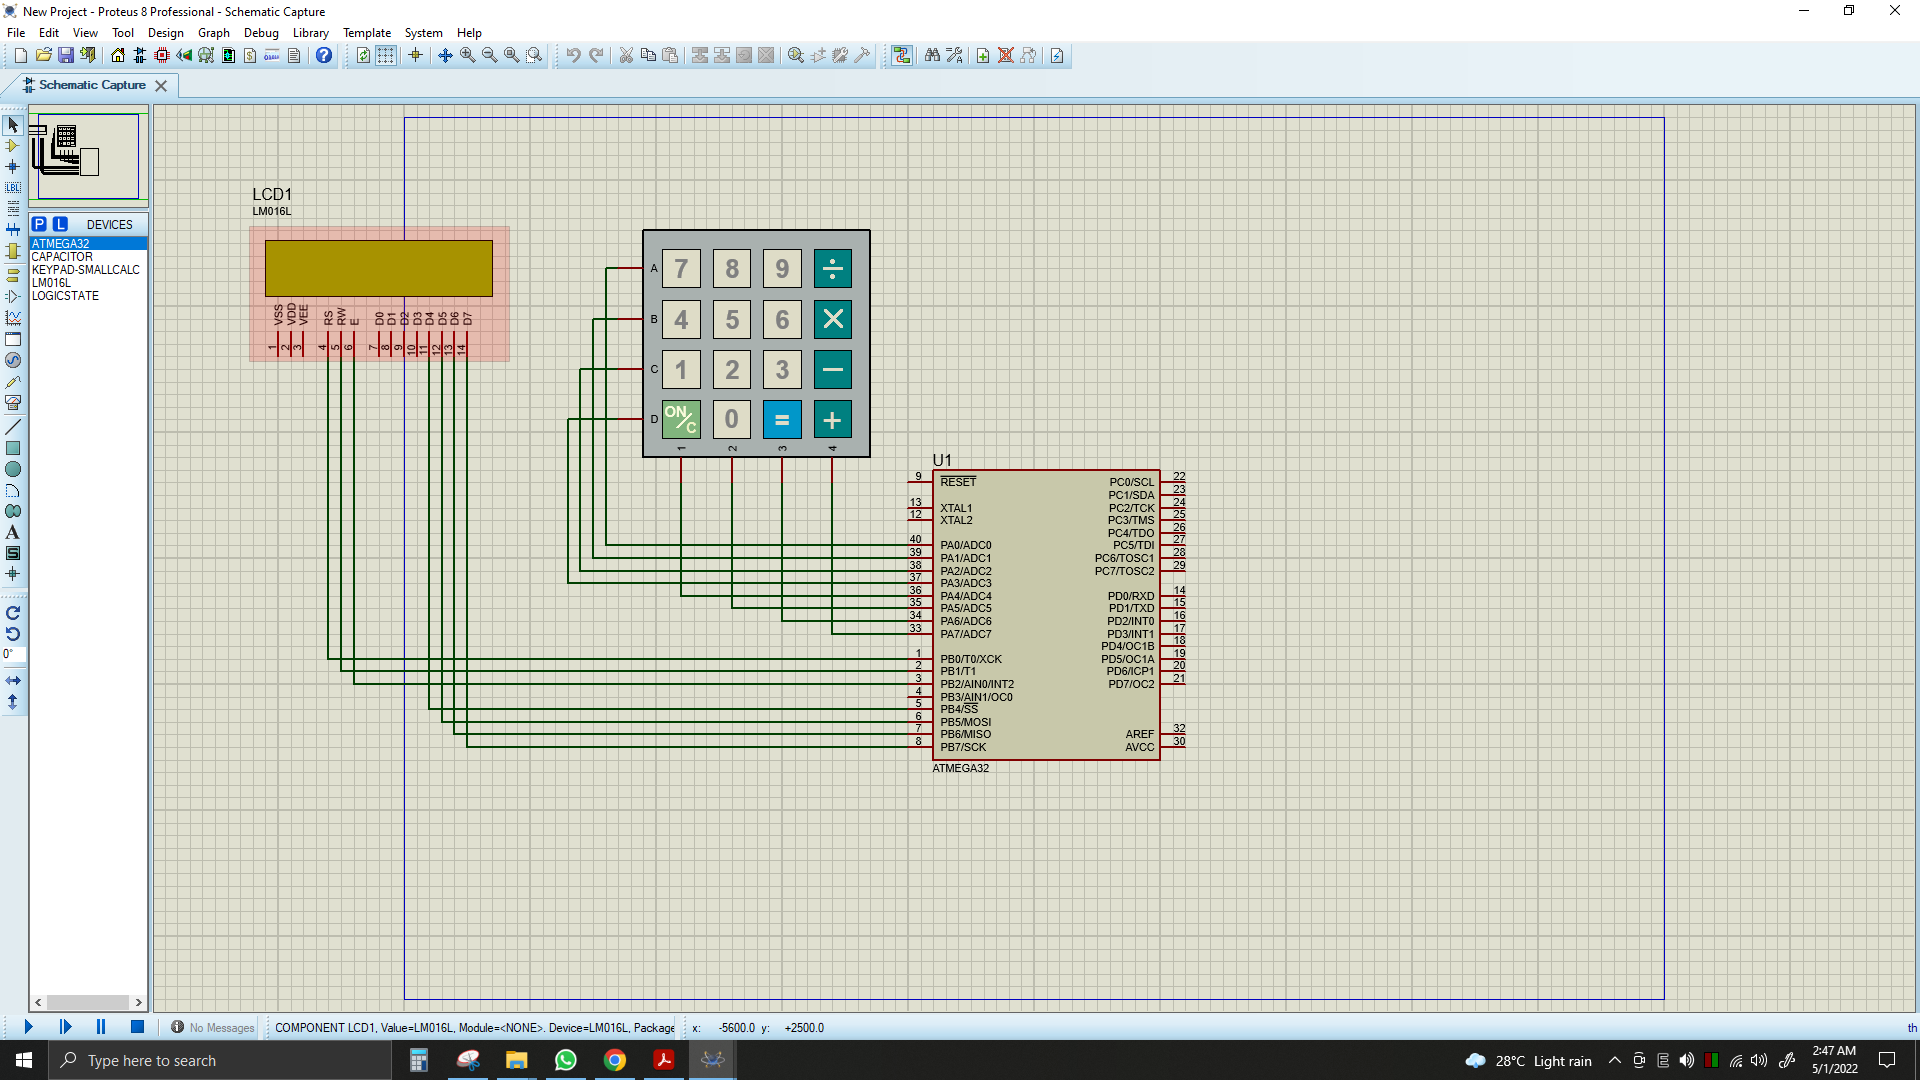 New Project - Proteus 8 Professional - Schematic Capture
File Edit View Tool Design Graph Debug Library Template System Help
Schematic Capture
P L DEVICES
ATMEGA32
CAPACITOR
KEYPAD-SMALLCALC
LM016L
LOGICSTATE
LBL
A
S
0°
LCD1
LM016L
VSS VDD VEE RS RW E D0 D1 D2 D3 D4 D5 D6 D7
1 2 3 4 5 6 7 8 9 10 11 12 13 14
A 7 8 9 ÷
B 4 5 6 ×
C 1 2 3 −
D ON/C 0 = +
1 2 3 4
U1
9 RESET PC0/SCL 22
PC1/SDA 23
13 XTAL1 PC2/TCK 24
12 XTAL2 PC3/TMS 25
PC4/TDO 26
40 PA0/ADC0 PC5/TDI 27
39 PA1/ADC1 PC6/TOSC1 28
38 PA2/ADC2 PC7/TOSC2 29
37 PA3/ADC3
36 PA4/ADC4 PD0/RXD 14
35 PA5/ADC5 PD1/TXD 15
34 PA6/ADC6 PD2/INT0 16
33 PA7/ADC7 PD3/INT1 17
PD4/OC1B 18
1 PB0/T0/XCK PD5/OC1A 19
2 PB1/T1 PD6/ICP1 20
3 PB2/AIN0/INT2 PD7/OC2 21
4 PB3/AIN1/OC0
5 PB4/SS
6 PB5/MOSI
7 PB6/MISO AREF 32
8 PB7/SCK AVCC 30
ATMEGA32
No Messages COMPONENT LCD1, Value=LM016L, Module=<NONE>. Device=LM016L, Package x: -5600.0 y: +2500.0 th
Type here to search 28°C Light rain 2:47 AM
5/1/2022